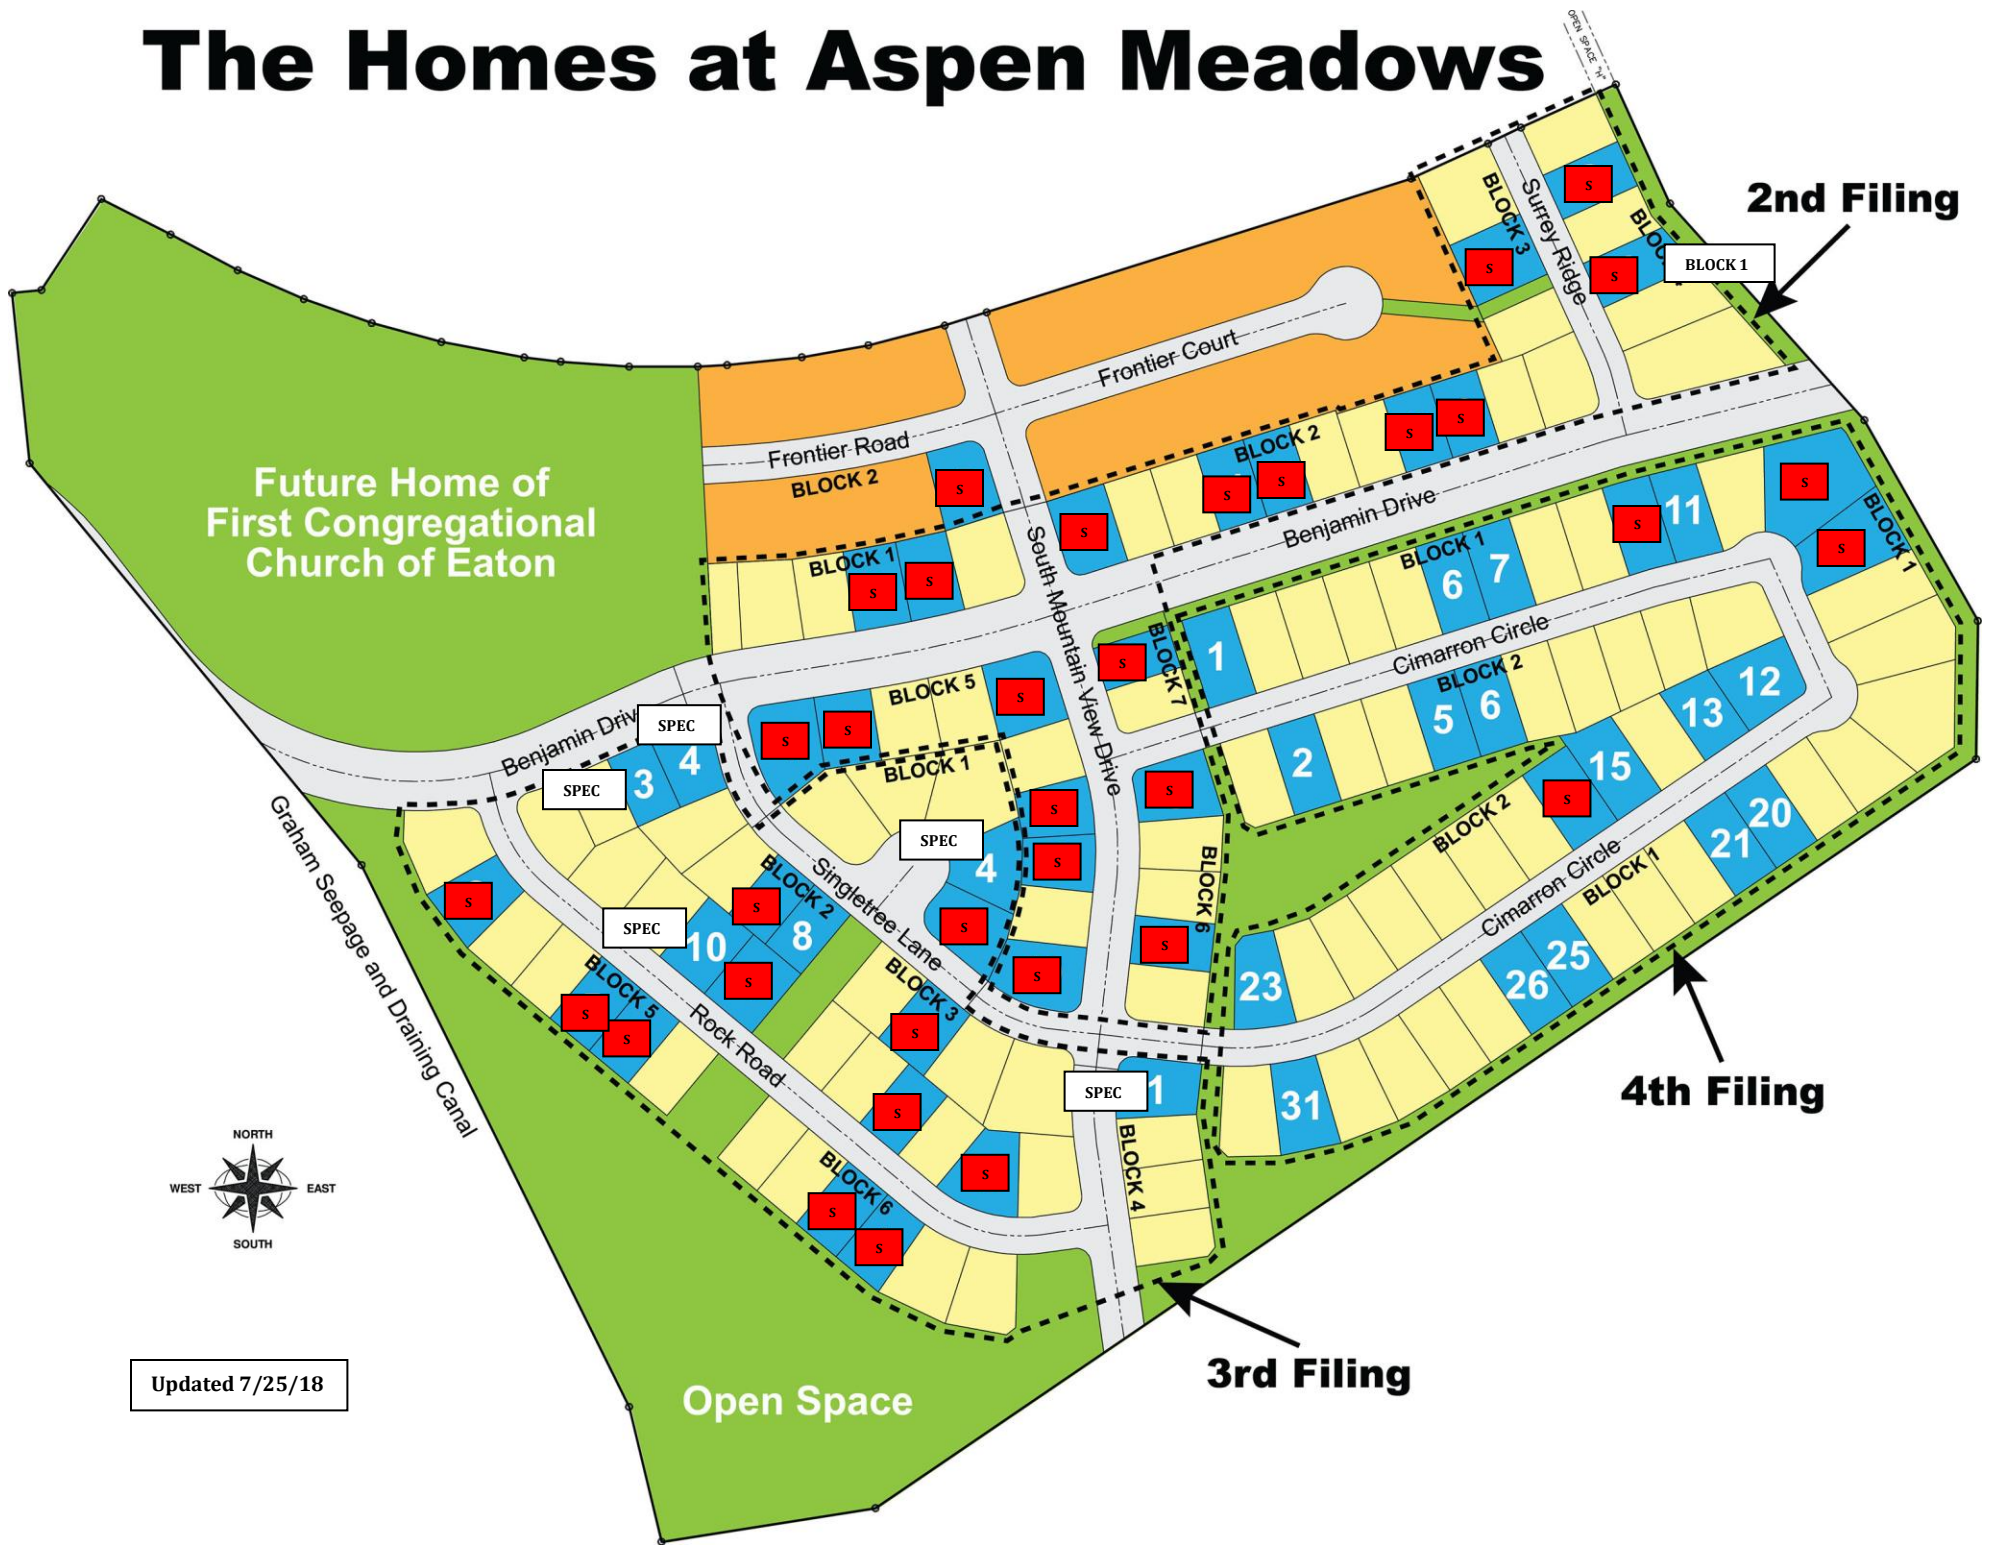 The Homes at Aspen Meadows
OPEN SPACE "H"
2nd Filing
S
BLOCK 3
Surrey Ridge
S
S
BLOCK 1
Frontier Court
Frontier Road
BLOCK 2
S
BLOCK 2
S
S
S
S
S
Benjamin Drive
Future Home of
First Congregational
Church of Eaton
BLOCK 1
S
S
South Mountain View Drive
BLOCK 1
6
7
S
11
S
S
BLOCK 1
1
Cimarron Circle
BLOCK 2
5
6
2
13
12
15
S
BLOCK 2
S
BLOCK 7
BLOCK 5
S
S
S
Benjamin Drive
SPEC
4
SPEC
3
BLOCK 1
SPEC
4
S
S
S
S
S
BLOCK 6
S
Singletree Lane
BLOCK 2
S
8
SPEC
10
S
S
BLOCK 5
S
S
Rock Road
BLOCK 3
S
S
S
SPEC
1
BLOCK 4
BLOCK 6
S
S
23
31
26
25
21
20
Cimarron Circle
BLOCK 1
4th Filing
3rd Filing
Graham Seepage and Draining Canal
NORTH
WEST
EAST
SOUTH
Updated 7/25/18
Open Space